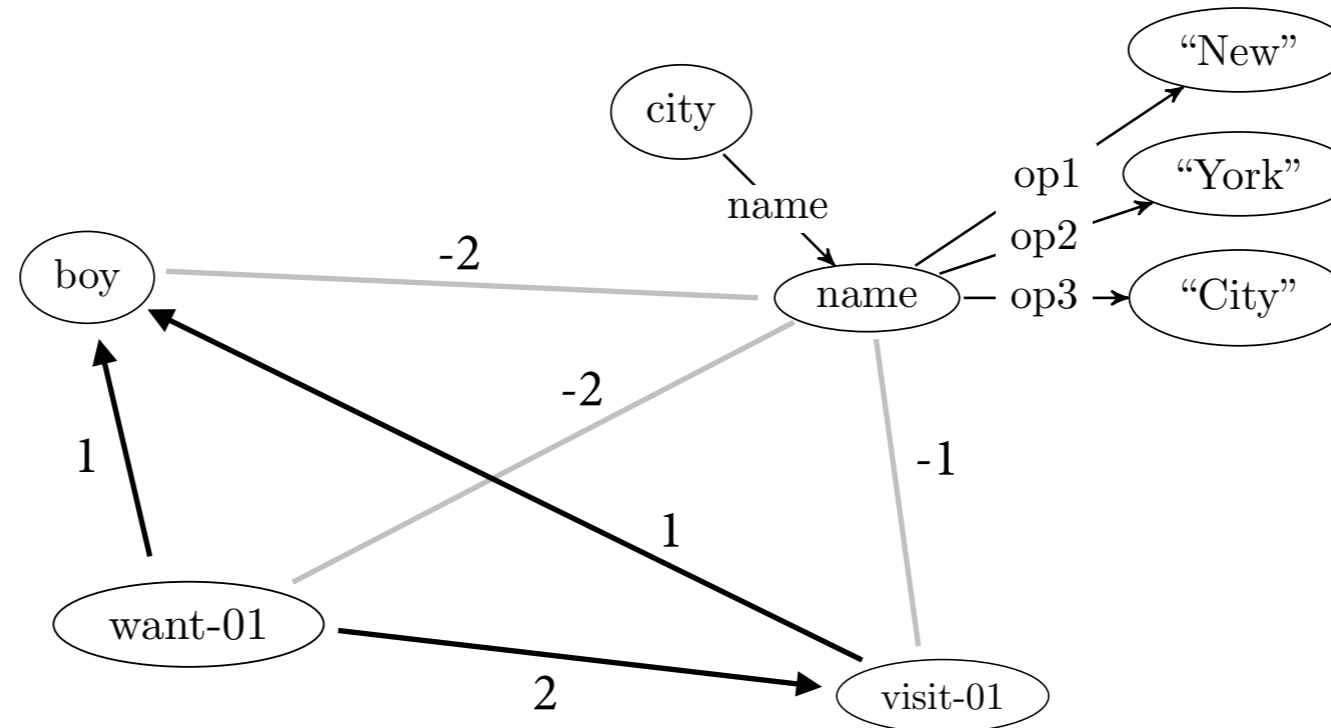 “New”
city
op1
“York”
name
op2
-2
boy
name
op3
“City”
-2
1
-1
1
want-01
2
visit-01